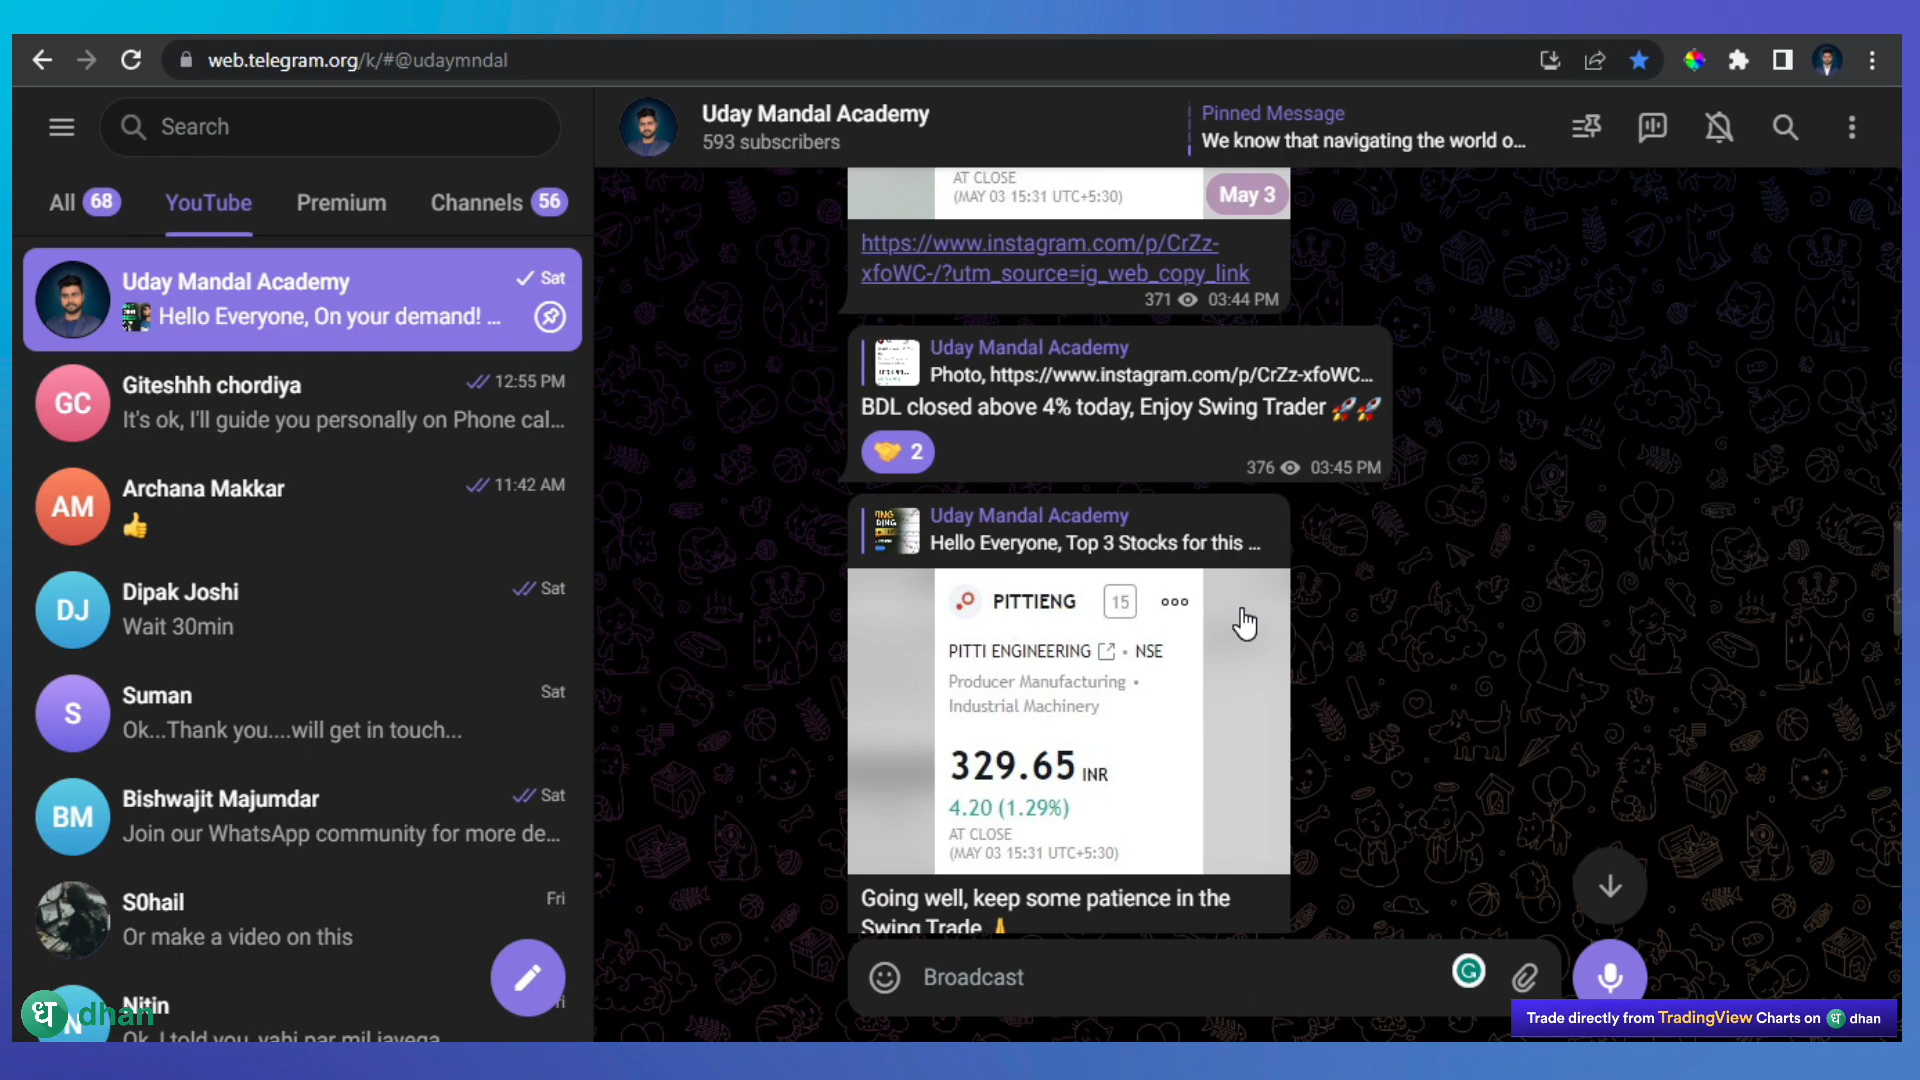 web.telegram.org/k/#@udaymndal
Search
All 68
YouTube
Premium
Channels 56
Uday Mandal Academy
Sat
Hello Everyone, On your demand! ...
GC
Giteshhh chordiya
12:55 PM
It's ok, I'll guide you personally on Phone cal...
AM
Archana Makkar
11:42 AM
👍
DJ
Dipak Joshi
Sat
Wait 30min
S
Suman
Sat
Ok...Thank you....will get in touch...
BM
Bishwajit Majumdar
Sat
Join our WhatsApp community for more de...
S0hail
Fri
Or make a video on this
N
Nitin
Ok, I told you, yahi par mil jayega
ध dhan
Uday Mandal Academy
593 subscribers
Pinned Message
We know that navigating the world o...
AT CLOSE
(MAY 03 15:31 UTC+5:30)
May 3
https://www.instagram.com/p/CrZz-
xfoWC-/?utm_source=ig_web_copy_link
371 03:44 PM
Uday Mandal Academy
Photo, https://www.instagram.com/p/CrZz-xfoWC...
BDL closed above 4% today, Enjoy Swing Trader 🚀🚀
🤝 2
376 03:45 PM
Uday Mandal Academy
Hello Everyone, Top 3 Stocks for this ...
PITTIENG 15
PITTI ENGINEERING • NSE
Producer Manufacturing •
Industrial Machinery
329.65 INR
4.20 (1.29%)
AT CLOSE
(MAY 03 15:31 UTC+5:30)
Going well, keep some patience in the
Swing Trade 🙏
Broadcast
Trade directly from TradingView Charts on ध dhan